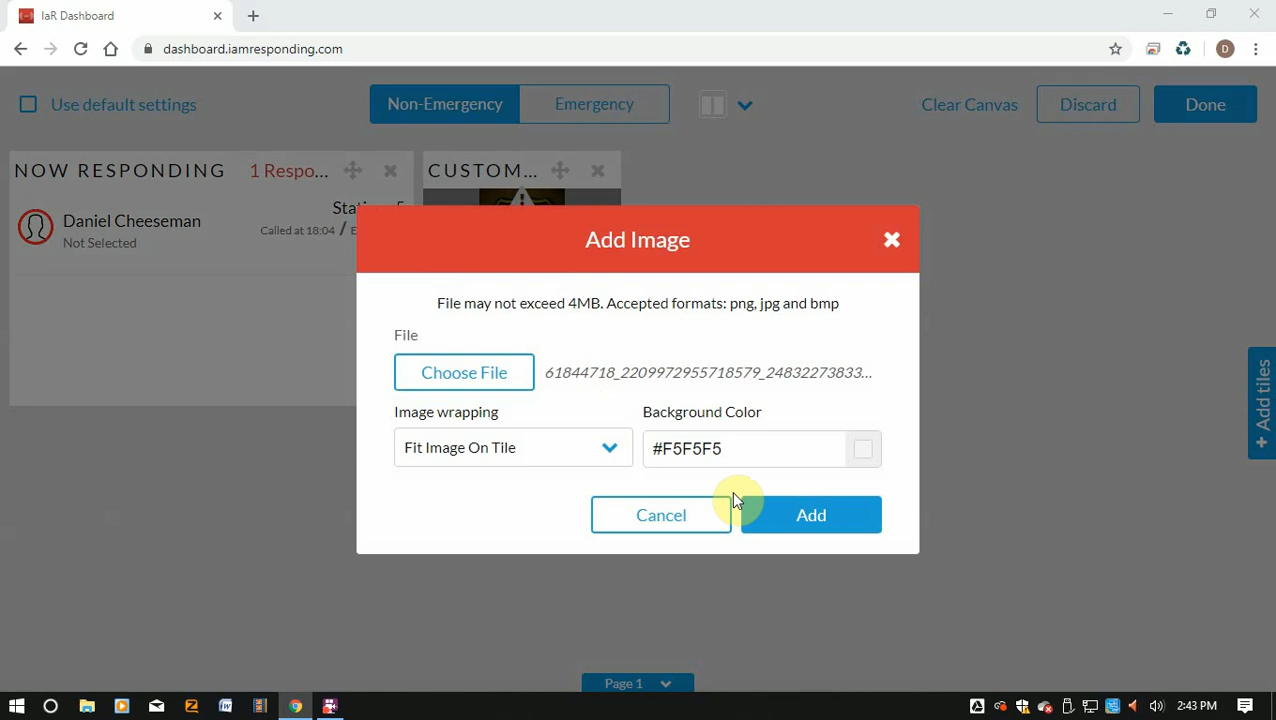 IaR Dashboard
dashboard.iamresponding.com
D
Use default settings
Non-Emergency
Emergency
Clear Canvas
Discard
Done
NOW RESPONDING
1 Respo...
CUSTOM...
Daniel Cheeseman
Not Selected
Called at 18:04 / E
Add Image
File may not exceed 4MB. Accepted formats: png, jpg and bmp
File
Choose File
61844718_2209972955718579_24832273833...
Image wrapping
Background Color
Fit Image On Tile
#F5F5F5
Cancel
Add
+ Add tiles
Page 1
2:43 PM